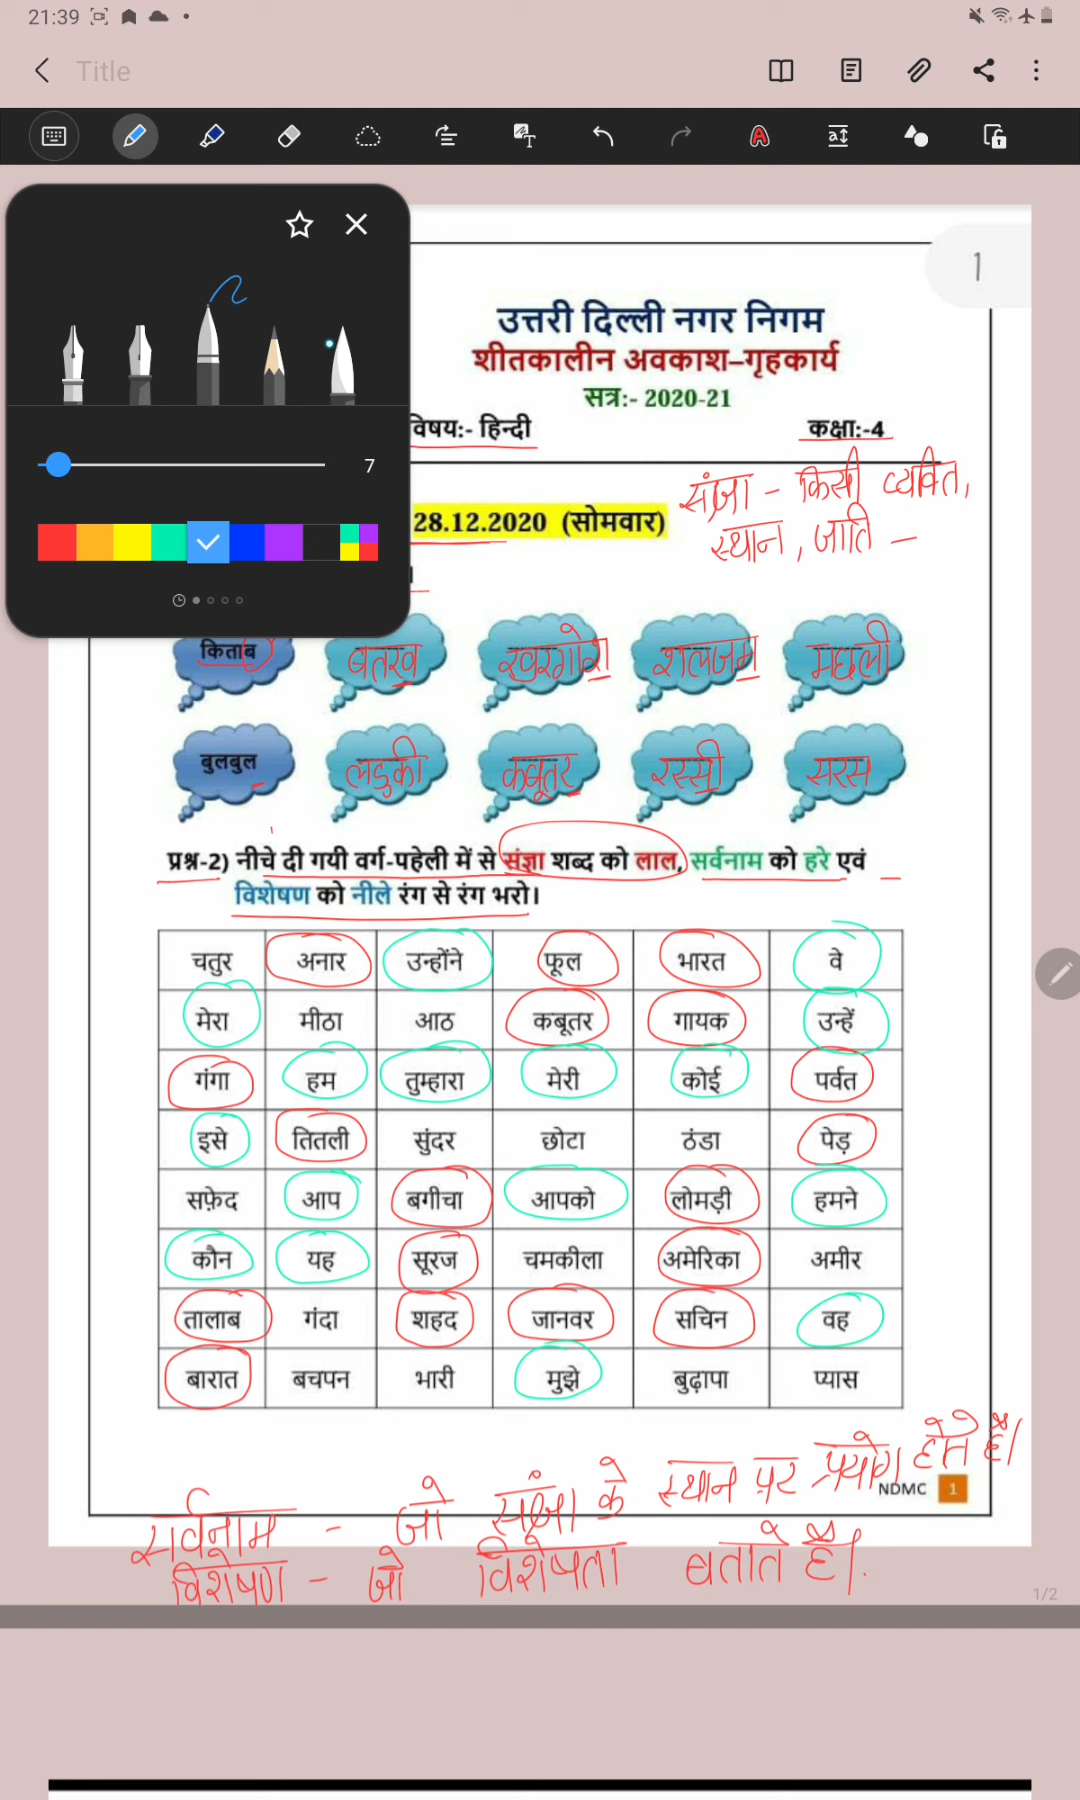 21:39
Title
1
उत्तरी दिल्ली नगर निगम
शीतकालीन अवकाश–गृहकार्य
सत्र:- 2020-21
विषय:- हिन्दी कक्षा:-4
संज्ञा - किसी व्यक्ति,
स्थान, जाति -
28.12.2020 (सोमवार)
7
किताब बतख खरगोश शलजम मछली
बुलबुल लडुकी कबूतर रस्सी सरस
प्रश्न-2) नीचे दी गयी वर्ग-पहेली में से संज्ञा शब्द को लाल, सर्वनाम को हरे एवं
विशेषण को नीले रंग से रंग भरो।
चतुर अनार उन्होंने फूल भारत वे
मेरा मीठा आठ कबूतर गायक उन्हें
गंगा हम तुम्हारा मेरी कोई पर्वत
इसे तितली सुंदर छोटा ठंडा पेड़
सफ़ेद आप बगीचा आपको लोमड़ी हमने
कौन यह सूरज चमकीला अमेरिका अमीर
तालाब गंदा शहद जानवर सचिन वह
बारात बचपन भारी मुझे बुढ़ापा प्यास
सर्वनाम - जो संज्ञा के स्थान पर प्रयोग होते हैं।
NDMC 1
विशेषण - जो विशेषता बताते हैं।
1/2